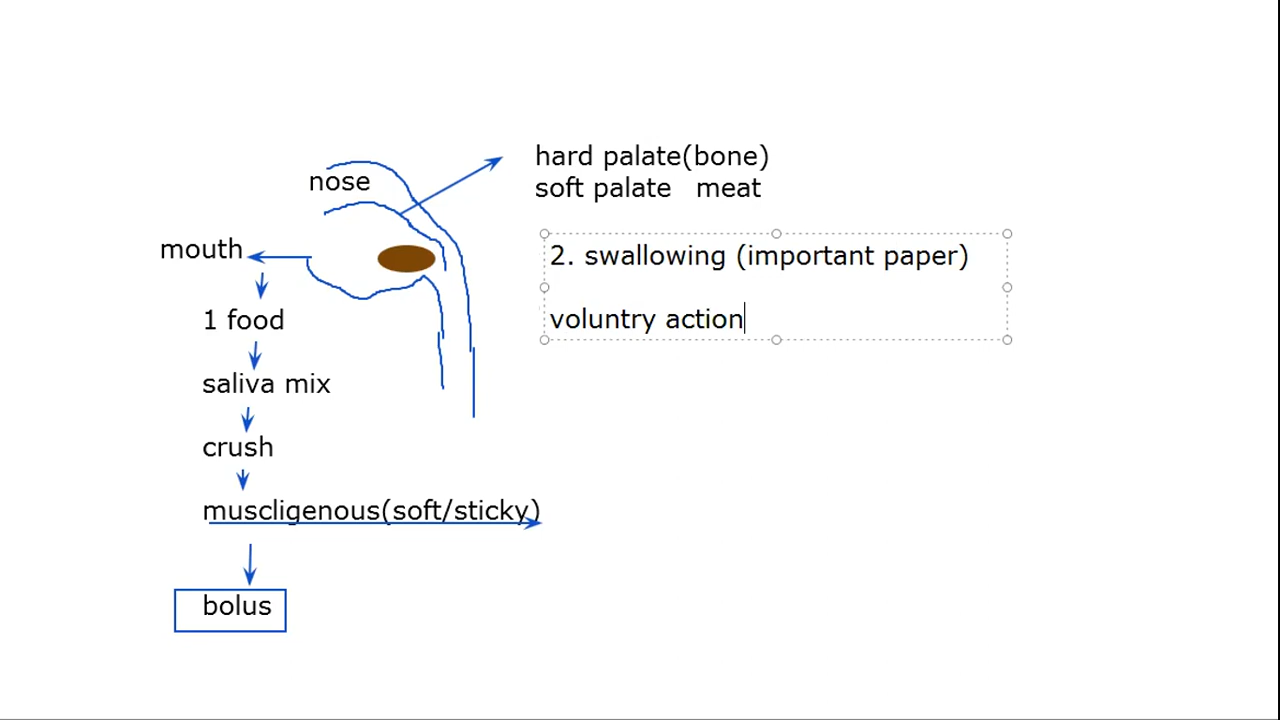 nose
hard palate(bone)
soft palate   meat
mouth
2. swallowing (important paper)
1 food
voluntry action
saliva mix
crush
muscligenous(soft/sticky)
bolus